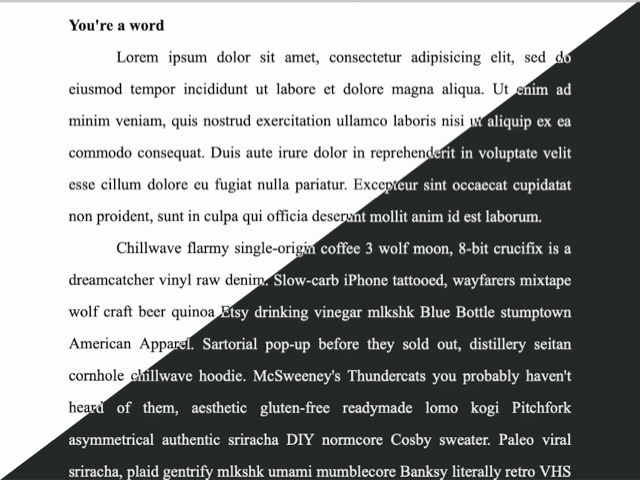 You're a word
Lorem ipsum dolor sit amet, consectetur adipisicing elit, sed do
eiusmod tempor incididunt ut labore et dolore magna aliqua. Ut enim ad
minim veniam, quis nostrud exercitation ullamco laboris nisi ut aliquip ex ea
commodo consequat. Duis aute irure dolor in reprehenderit in voluptate velit
esse cillum dolore eu fugiat nulla pariatur. Excepteur sint occaecat cupidatat
non proident, sunt in culpa qui officia deserunt mollit anim id est laborum.
Chillwave flarmy single-origin coffee 3 wolf moon, 8-bit crucifix is a
dreamcatcher vinyl raw denim. Slow-carb iPhone tattooed, wayfarers mixtape
wolf craft beer quinoa Etsy drinking vinegar mlkshk Blue Bottle stumptown
American Apparel. Sartorial pop-up before they sold out, distillery seitan
cornhole chillwave hoodie. McSweeney's Thundercats you probably haven't
heard of them, aesthetic gluten-free readymade lomo kogi Pitchfork
asymmetrical authentic sriracha DIY normcore Cosby sweater. Paleo viral
sriracha, plaid gentrify mlkshk umami mumblecore Banksy literally retro VHS